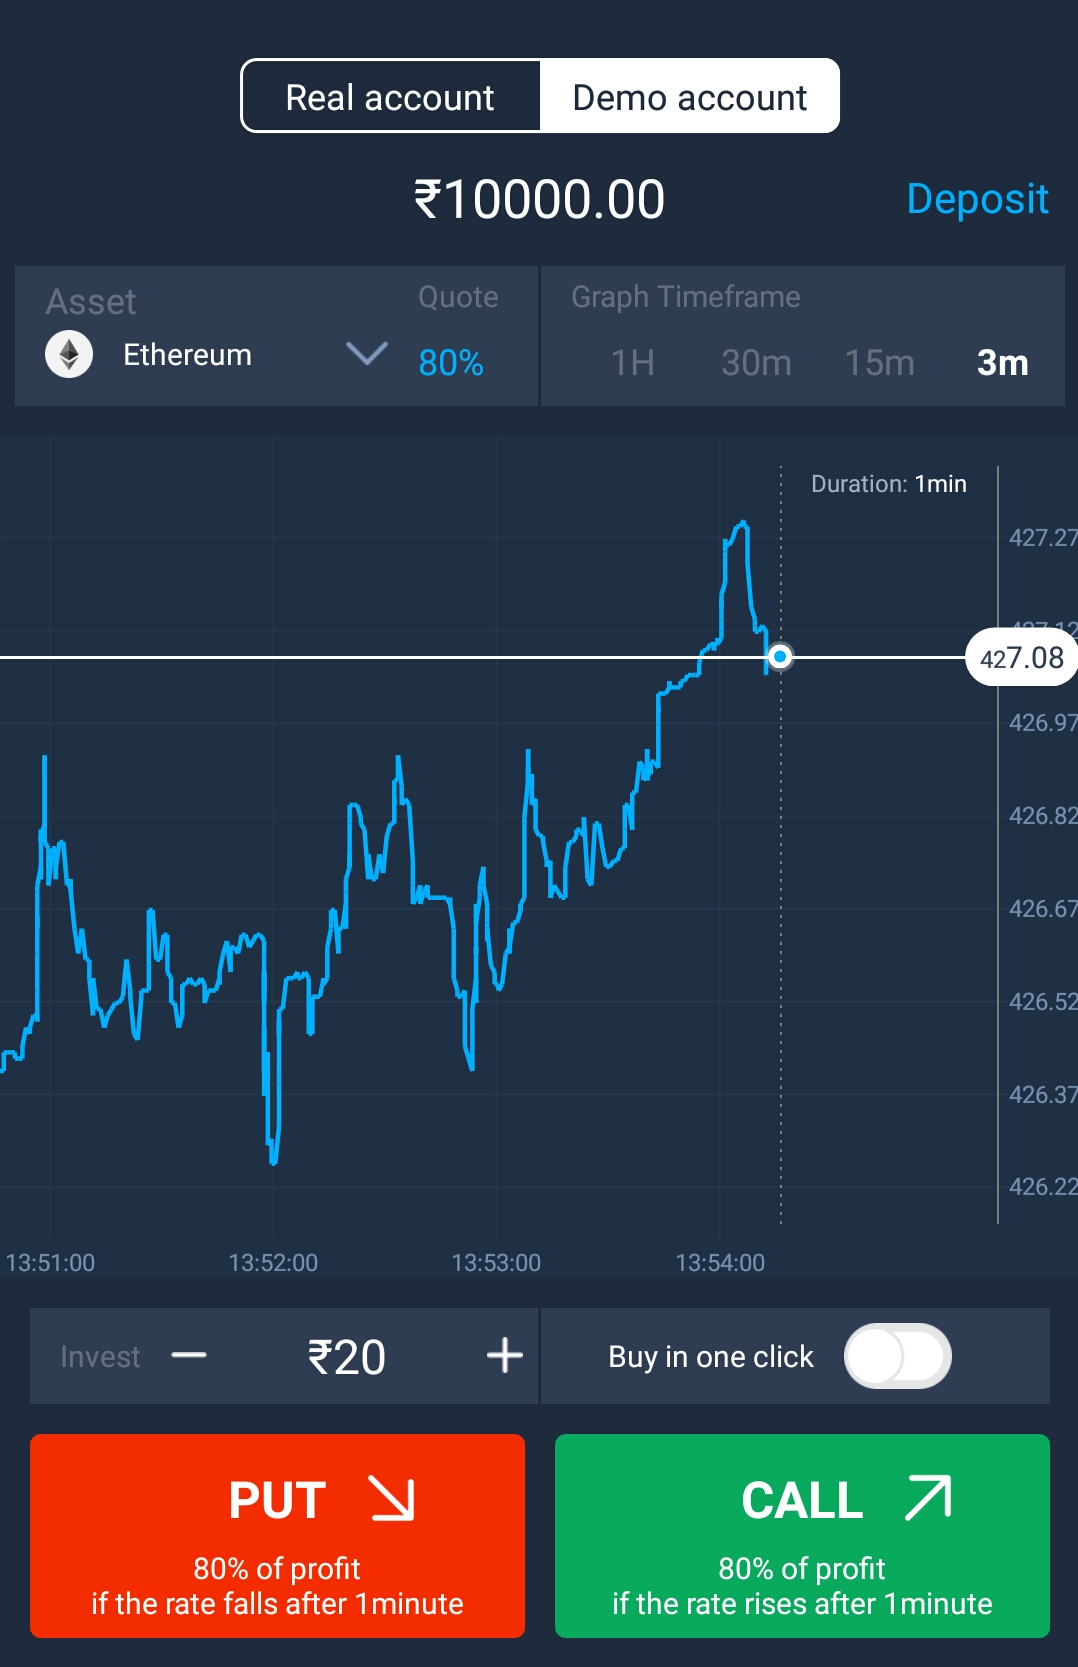 Real account
Demo account
₹10000.00
Deposit
Asset
Quote
Graph Timeframe
Ethereum
80%
1H
30m
15m
3m
Duration: 1min
427.27
427.08
426.97
426.82
426.67
426.52
426.37
426.22
13:51:00
13:52:00
13:53:00
13:54:00
Invest
₹20
Buy in one click
PUT
80% of profit
if the rate falls after 1minute
CALL
80% of profit
if the rate rises after 1minute